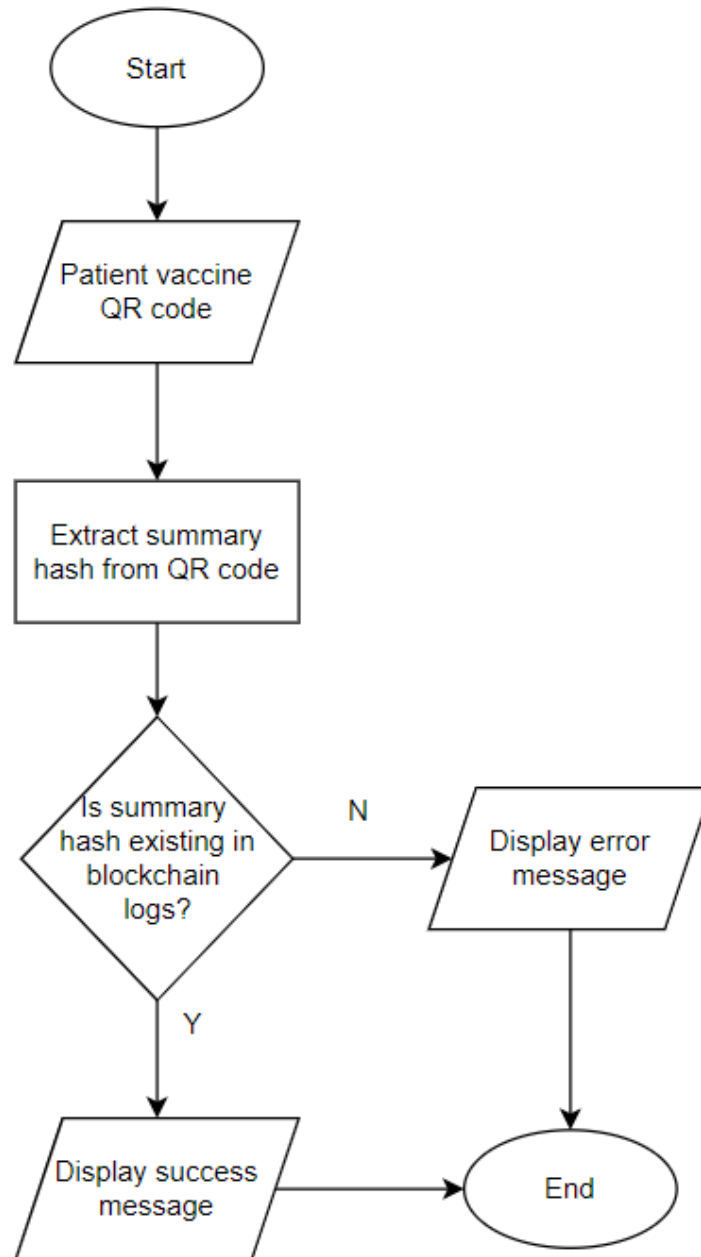 Start
Patient vaccine
QR code
Extract summary
hash from QR code
Is summary
hash existing in
blockchain
logs?
N
Display error
message
Y
Display success
message
End